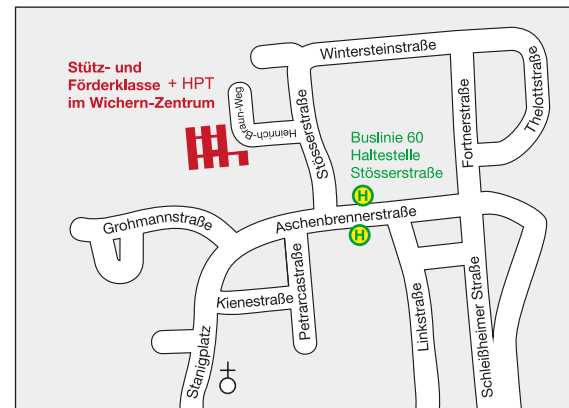 Wintersteinstraße
Stütz- und
Förderklasse + HPT
im Wichern-Zentrum
Heinrich-Braun-Weg
Stösserstraße
Fortnerstraße
Thelottstraße
Buslinie 60
Haltestelle
Stösserstraße
H
Aschenbrennerstraße
H
Grohmannstraße
Kienestraße
Petrarcastraße
Linkstraße
Schleißheimer Straße
Stanigplatz